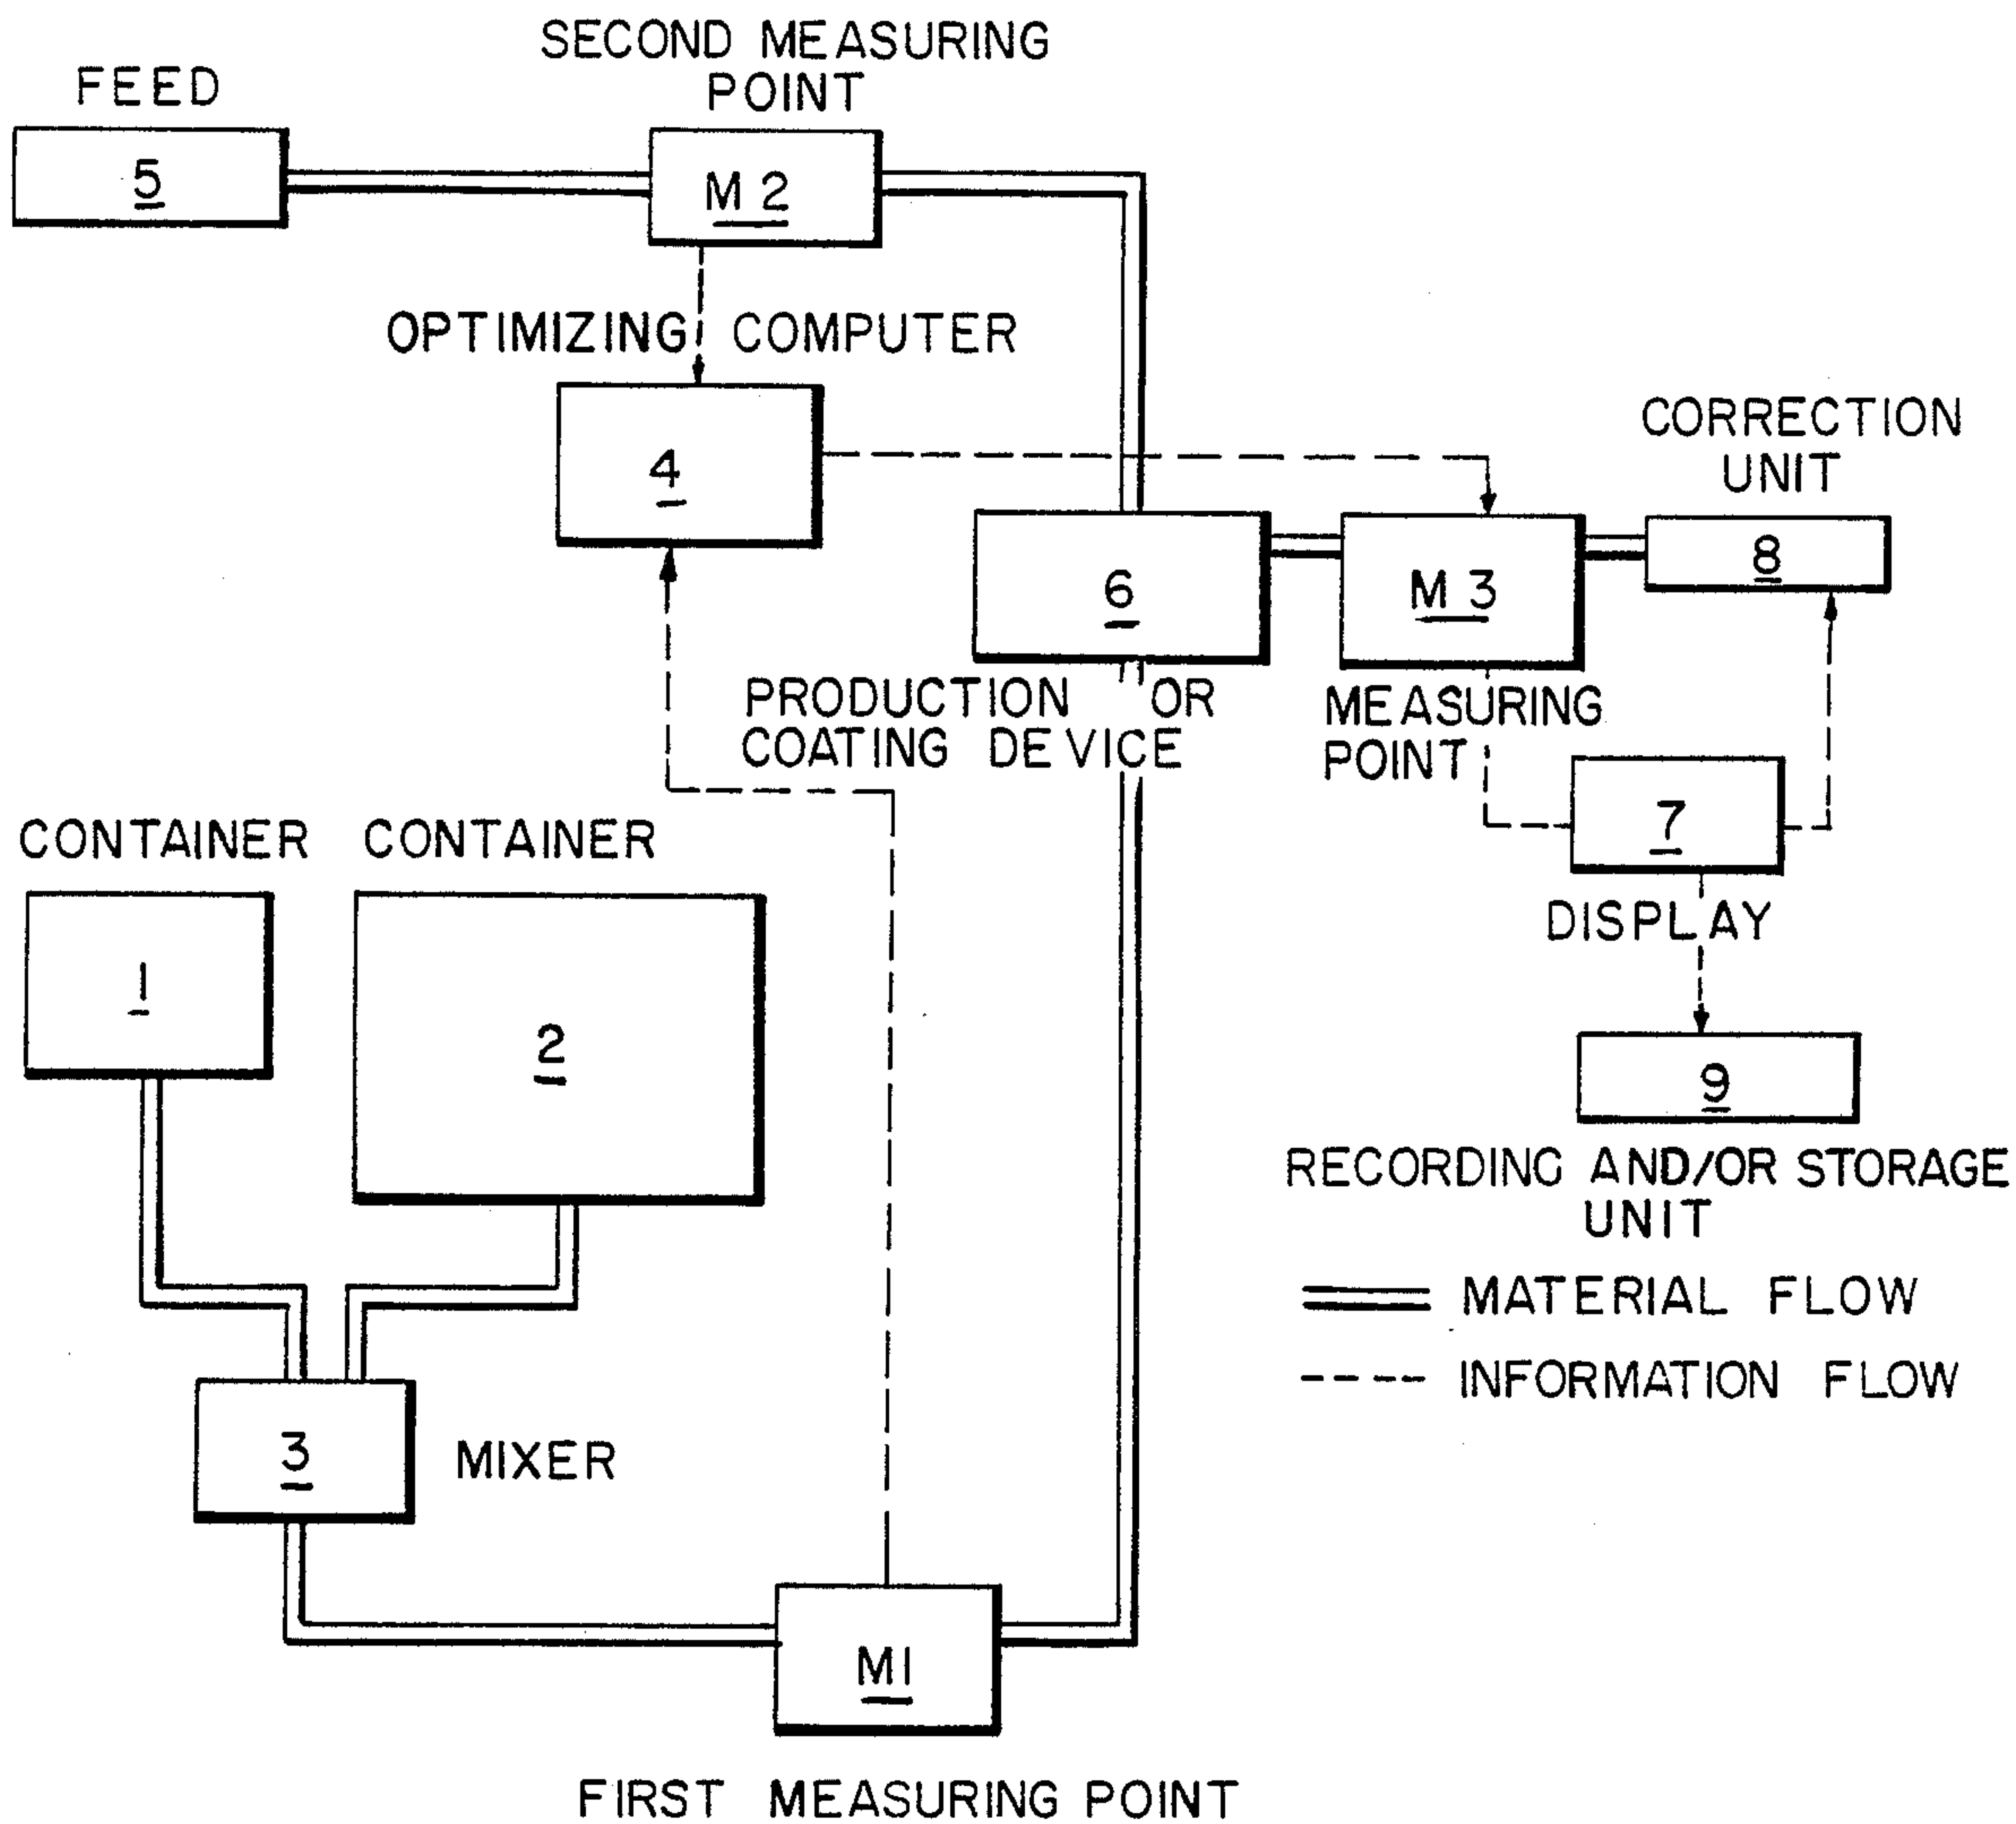 SECOND MEASURING
POINT
FEED
5
M2
OPTIMIZING COMPUTER
4
CORRECTION
UNIT
8
6
M3
PRODUCTION OR
COATING DEVICE
MEASURING
POINT
7
DISPLAY
CONTAINER
CONTAINER
1
2
9
RECORDING AND/OR STORAGE
UNIT
MATERIAL FLOW
INFORMATION FLOW
3
MIXER
M1
FIRST MEASURING POINT